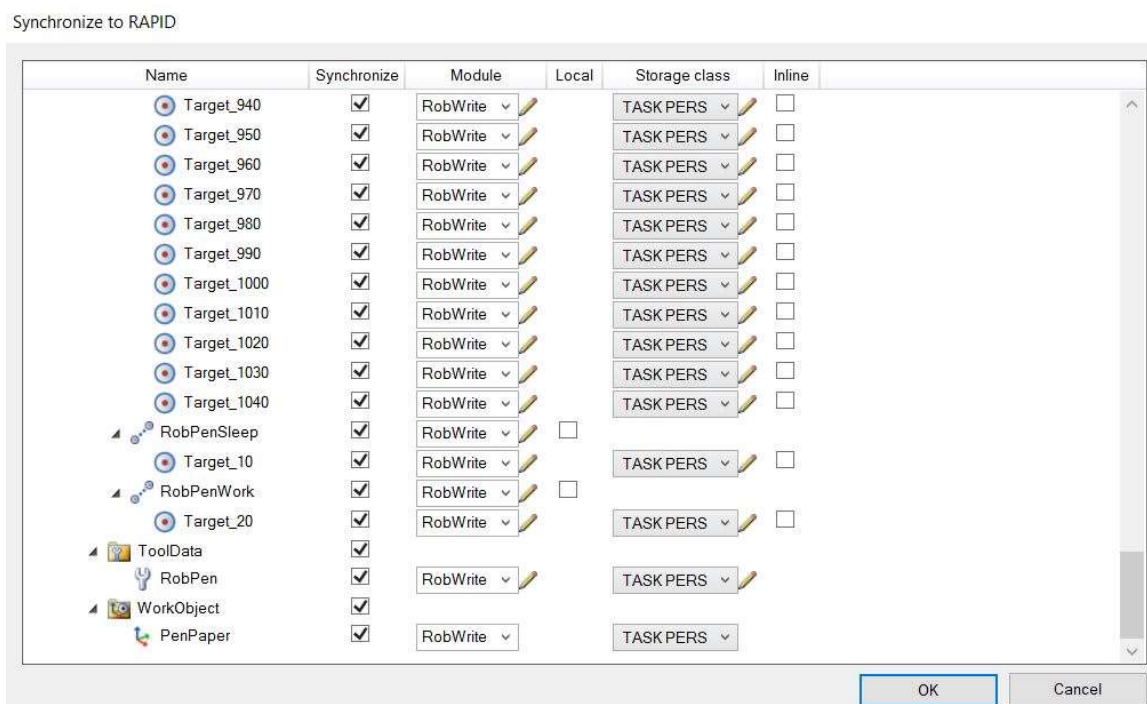 Synchronize to RAPID
Name Synchronize Module Local Storage class Inline
Target_940 RobWrite TASK PERS
Target_950 RobWrite TASK PERS
Target_960 RobWrite TASK PERS
Target_970 RobWrite TASK PERS
Target_980 RobWrite TASK PERS
Target_990 RobWrite TASK PERS
Target_1000 RobWrite TASK PERS
Target_1010 RobWrite TASK PERS
Target_1020 RobWrite TASK PERS
Target_1030 RobWrite TASK PERS
Target_1040 RobWrite TASK PERS
RobPenSleep RobWrite
Target_10 RobWrite TASK PERS
RobPenWork RobWrite
Target_20 RobWrite TASK PERS
ToolData
RobPen RobWrite TASK PERS
WorkObject
PenPaper RobWrite TASK PERS
OK Cancel